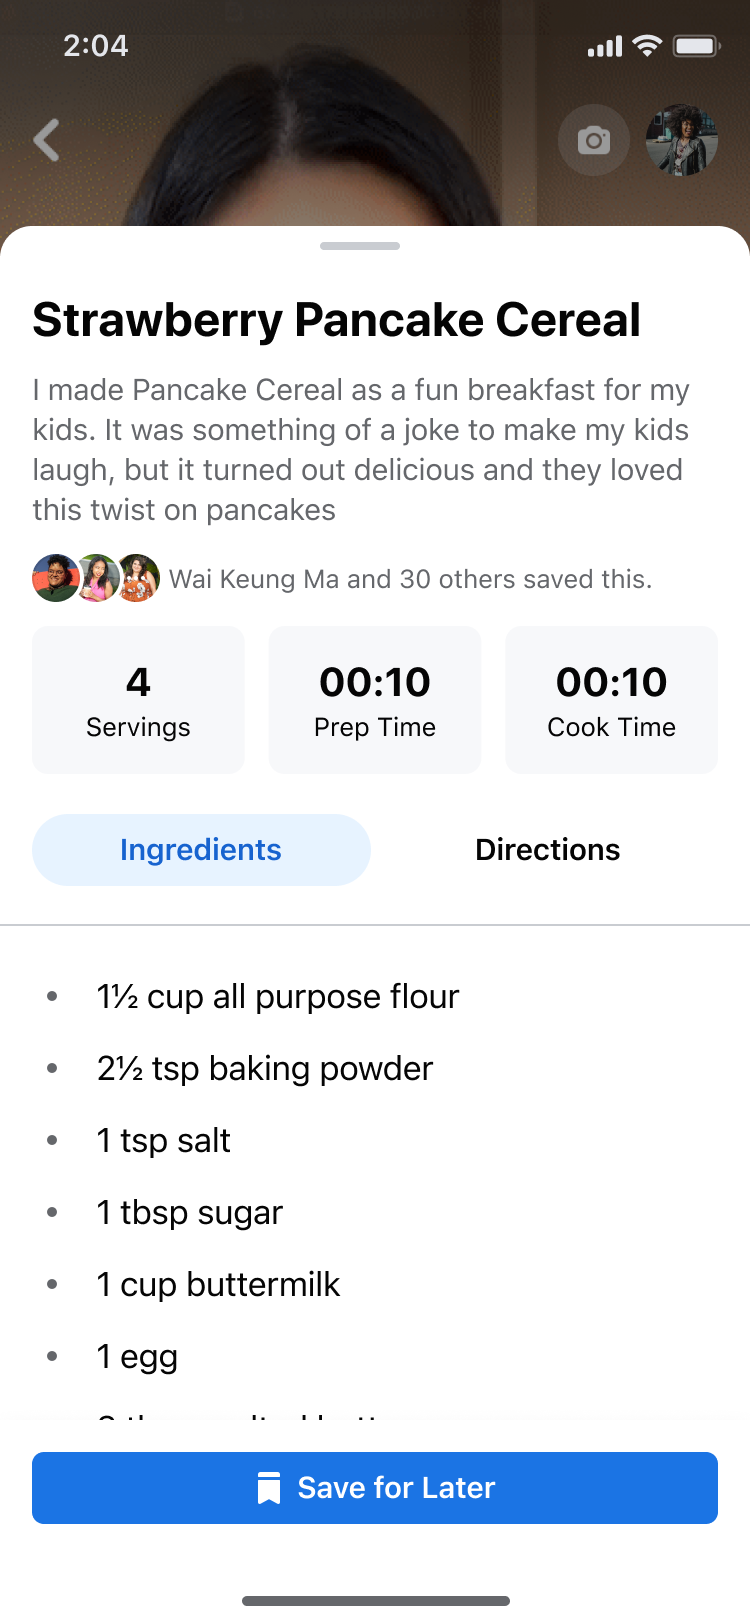 2:04
Strawberry Pancake Cereal
I made Pancake Cereal as a fun breakfast for my
kids. It was something of a joke to make my kids
laugh, but it turned out delicious and they loved
this twist on pancakes
Wai Keung Ma and 30 others saved this.
4
Servings
00:10
Prep Time
00:10
Cook Time
Ingredients
Directions
• 1½ cup all purpose flour
• 2½ tsp baking powder
• 1 tsp salt
• 1 tbsp sugar
• 1 cup buttermilk
• 1 egg
Save for Later